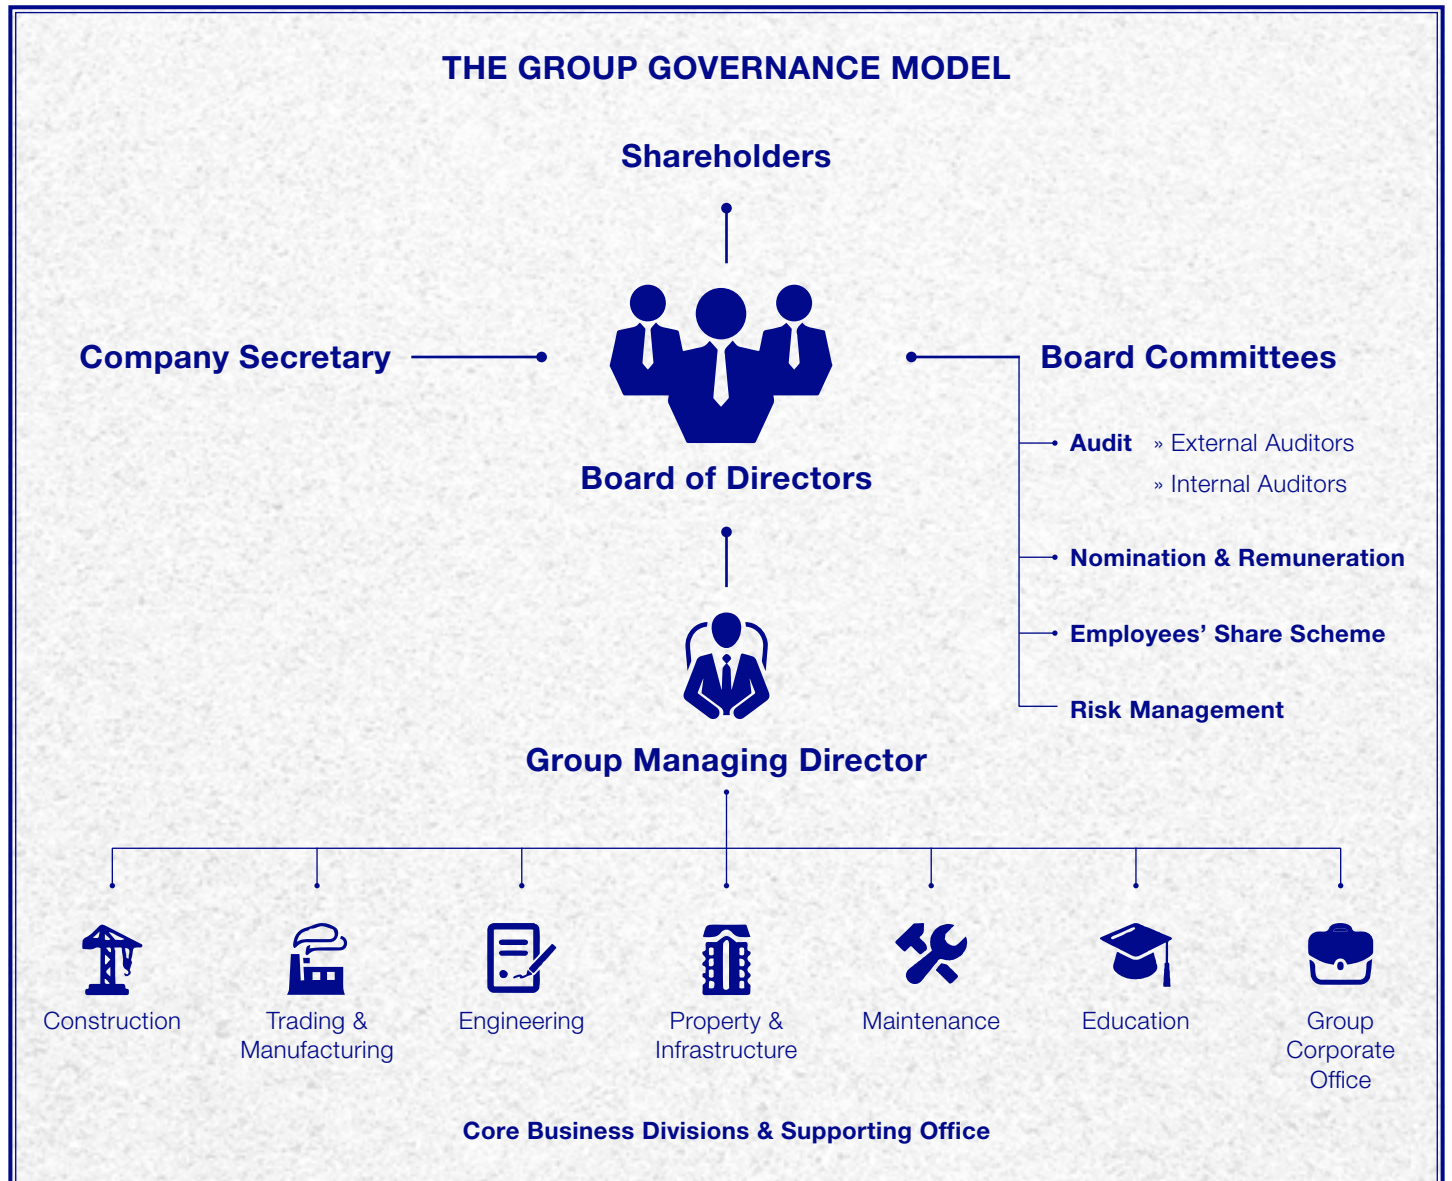 THE GROUP GOVERNANCE MODEL
Shareholders
Company Secretary
Board of Directors
Board Committees
Audit » External Auditors
» Internal Auditors
Nomination & Remuneration
Employees’ Share Scheme
Risk Management
Group Managing Director
Construction
Trading &
Manufacturing
Engineering
Property &
Infrastructure
Maintenance
Education
Group
Corporate
Office
Core Business Divisions & Supporting Office